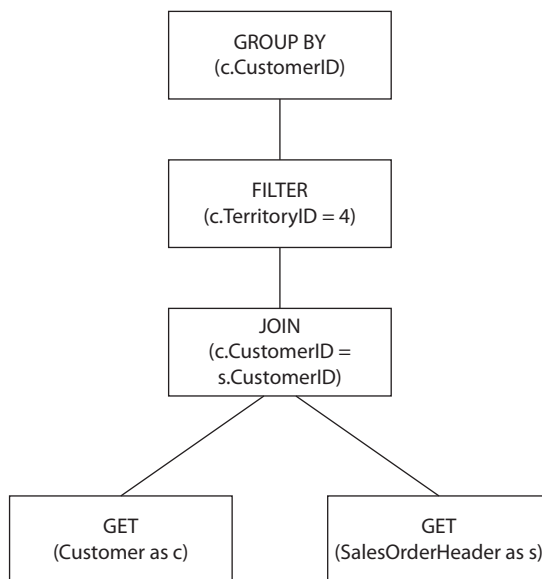 GROUP BY
(c.CustomerID)
FILTER
(c.TerritoryID = 4)
JOIN
(c.CustomerID =
s.CustomerID)
GET
(Customer as c)
GET
(SalesOrderHeader as s)